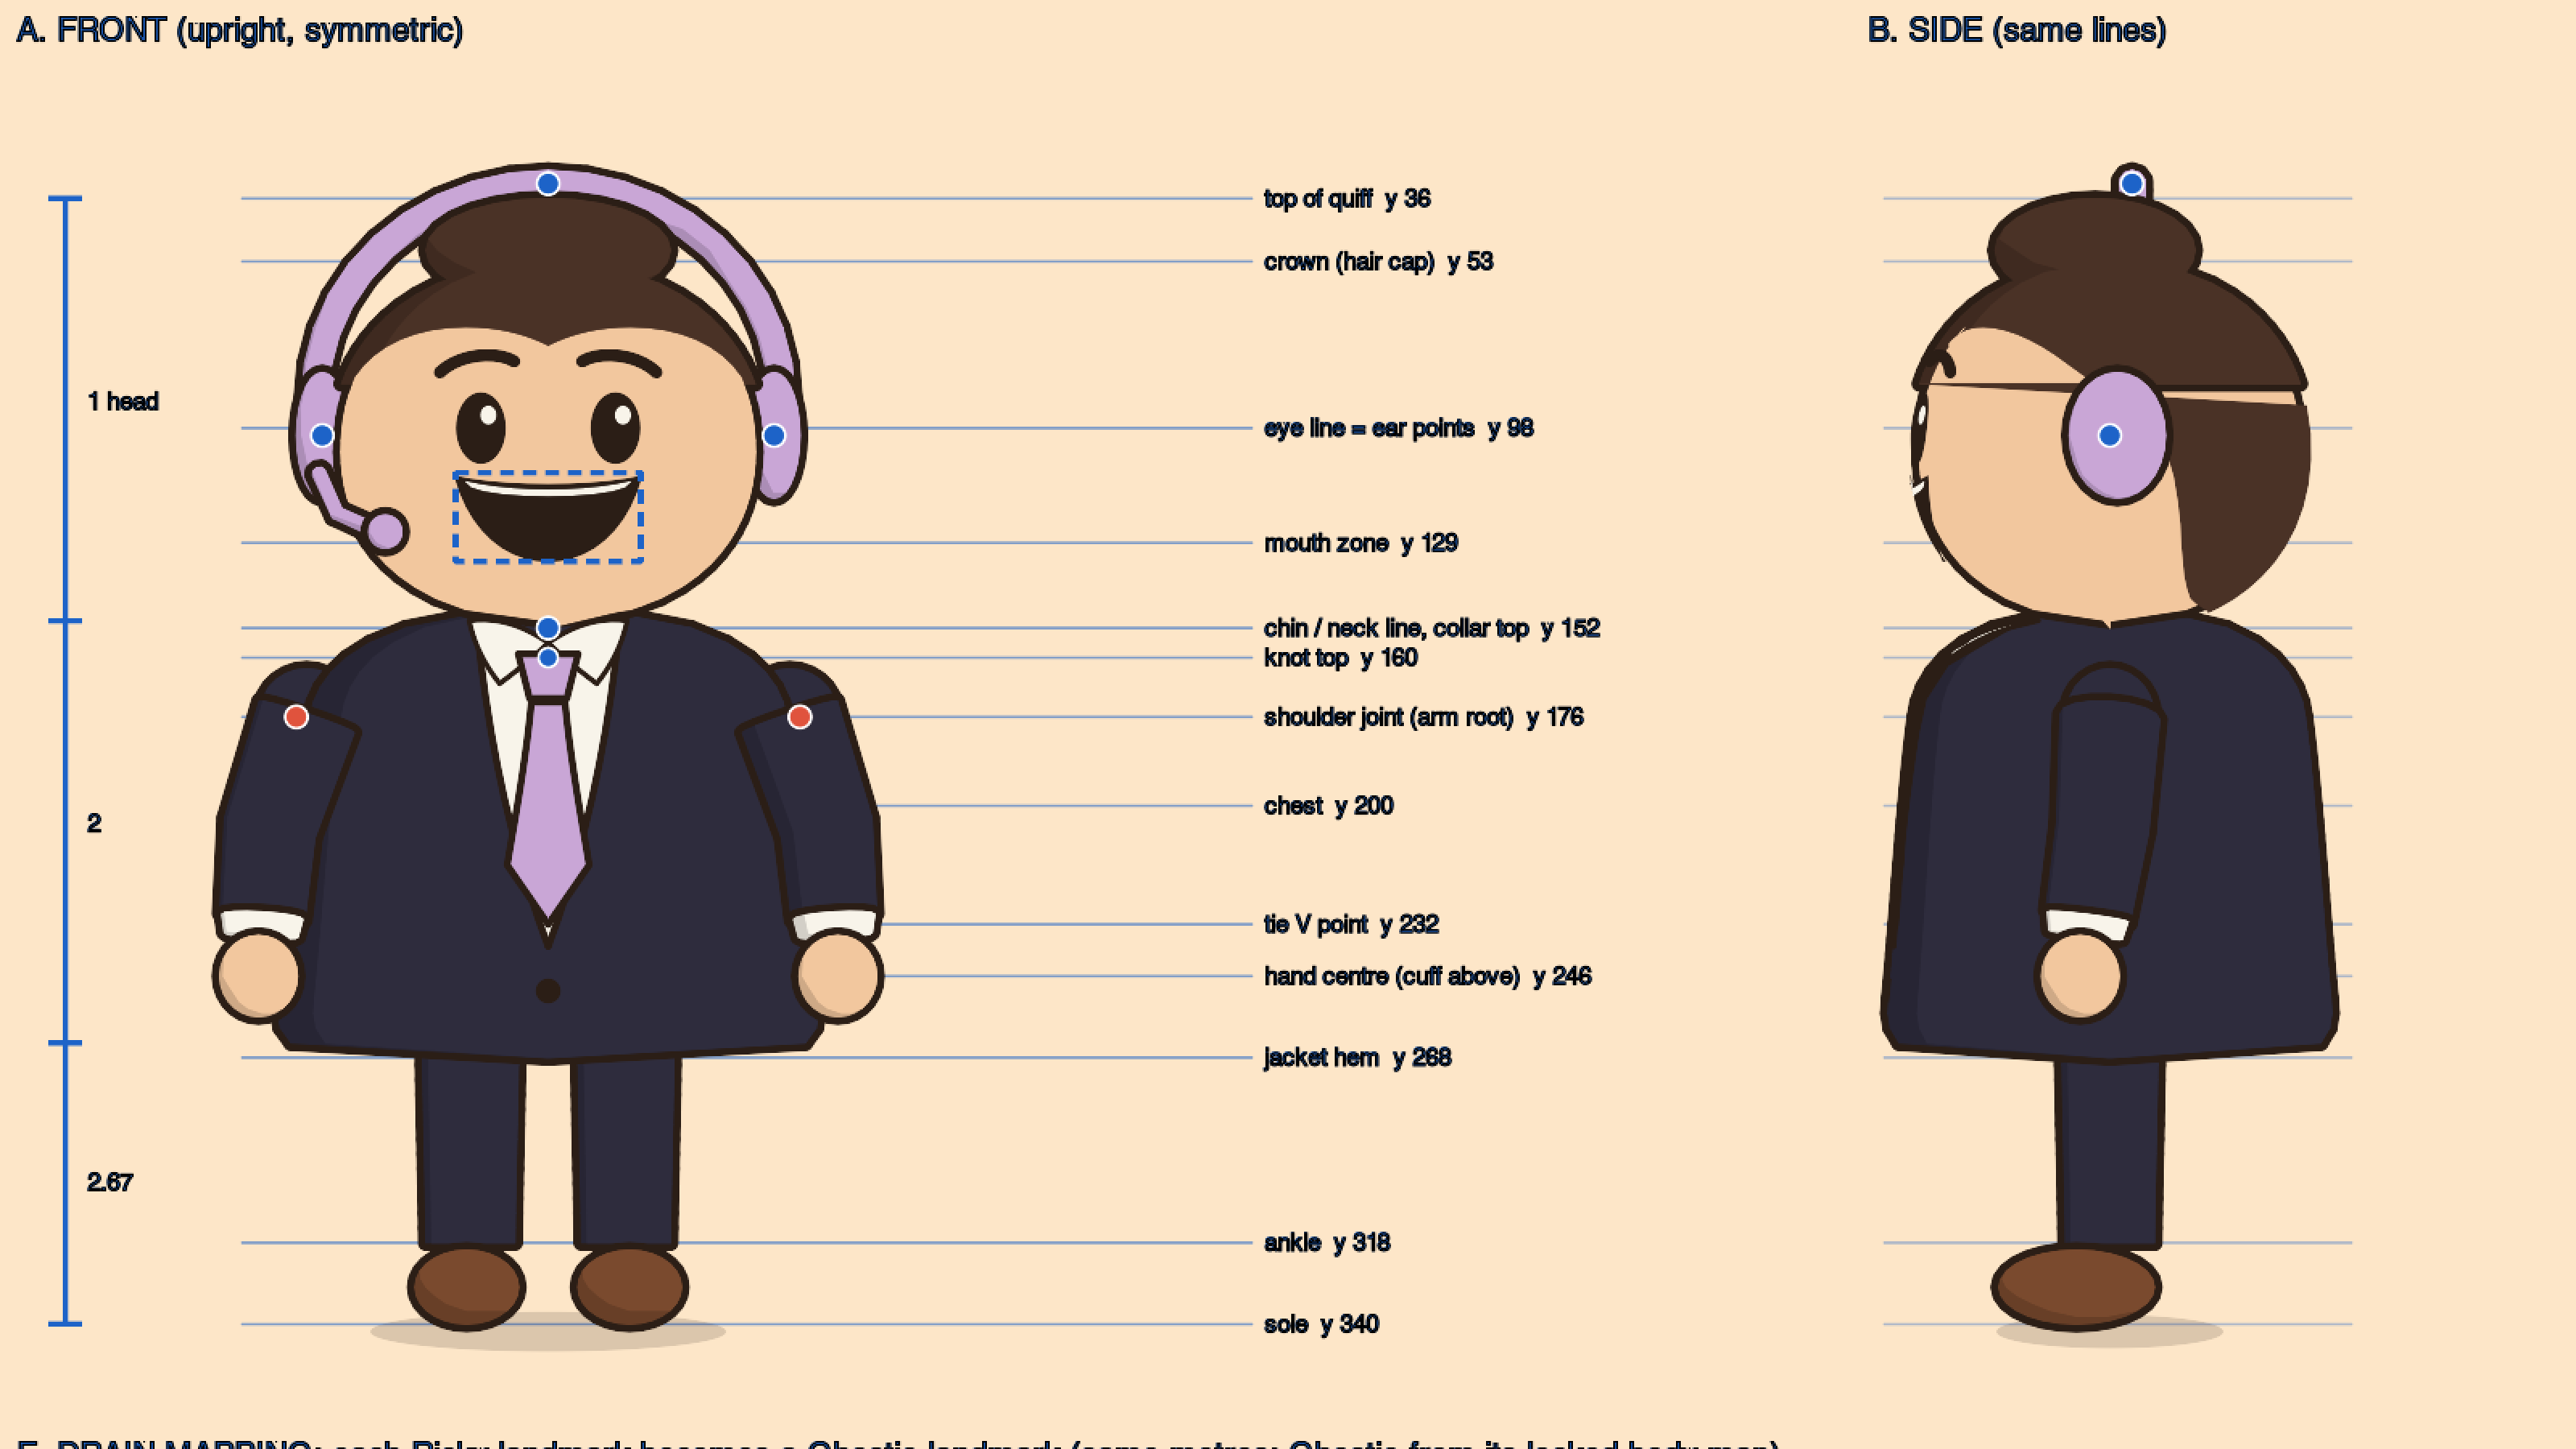 A. FRONT (upright, symmetric)
B. SIDE (same lines)
top of quiff y 36
crown (hair cap) y 53
1 head
eye line = ear points y 98
mouth zone y 129
chin / neck line, collar top y 152
knot top y 160
shoulder joint (arm root) y 176
chest y 200
2
tie V point y 232
hand centre (cuff above) y 246
jacket hem y 268
2.67
ankle y 318
sole y 340